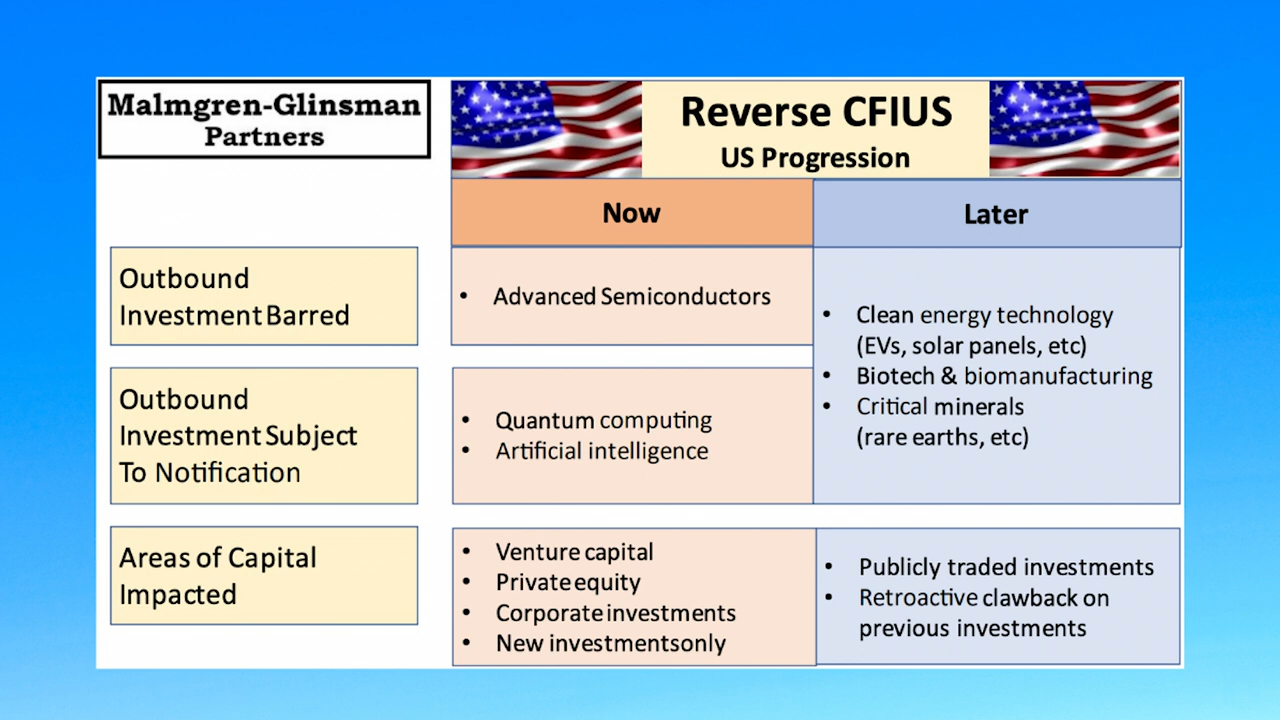 Malmgren-Glinsman
Partners
Reverse CFIUS
US Progression
Now
Later
Outbound
Investment Barred
• Advanced Semiconductors
• Clean energy technology
(EVs, solar panels, etc)
• Biotech & biomanufacturing
• Critical minerals
(rare earths, etc)
Outbound
Investment Subject
To Notification
• Quantum computing
• Artificial intelligence
Areas of Capital
Impacted
• Venture capital
• Private equity
• Corporate investments
• New investments only
• Publicly traded investments
• Retroactive clawback on
previous investments